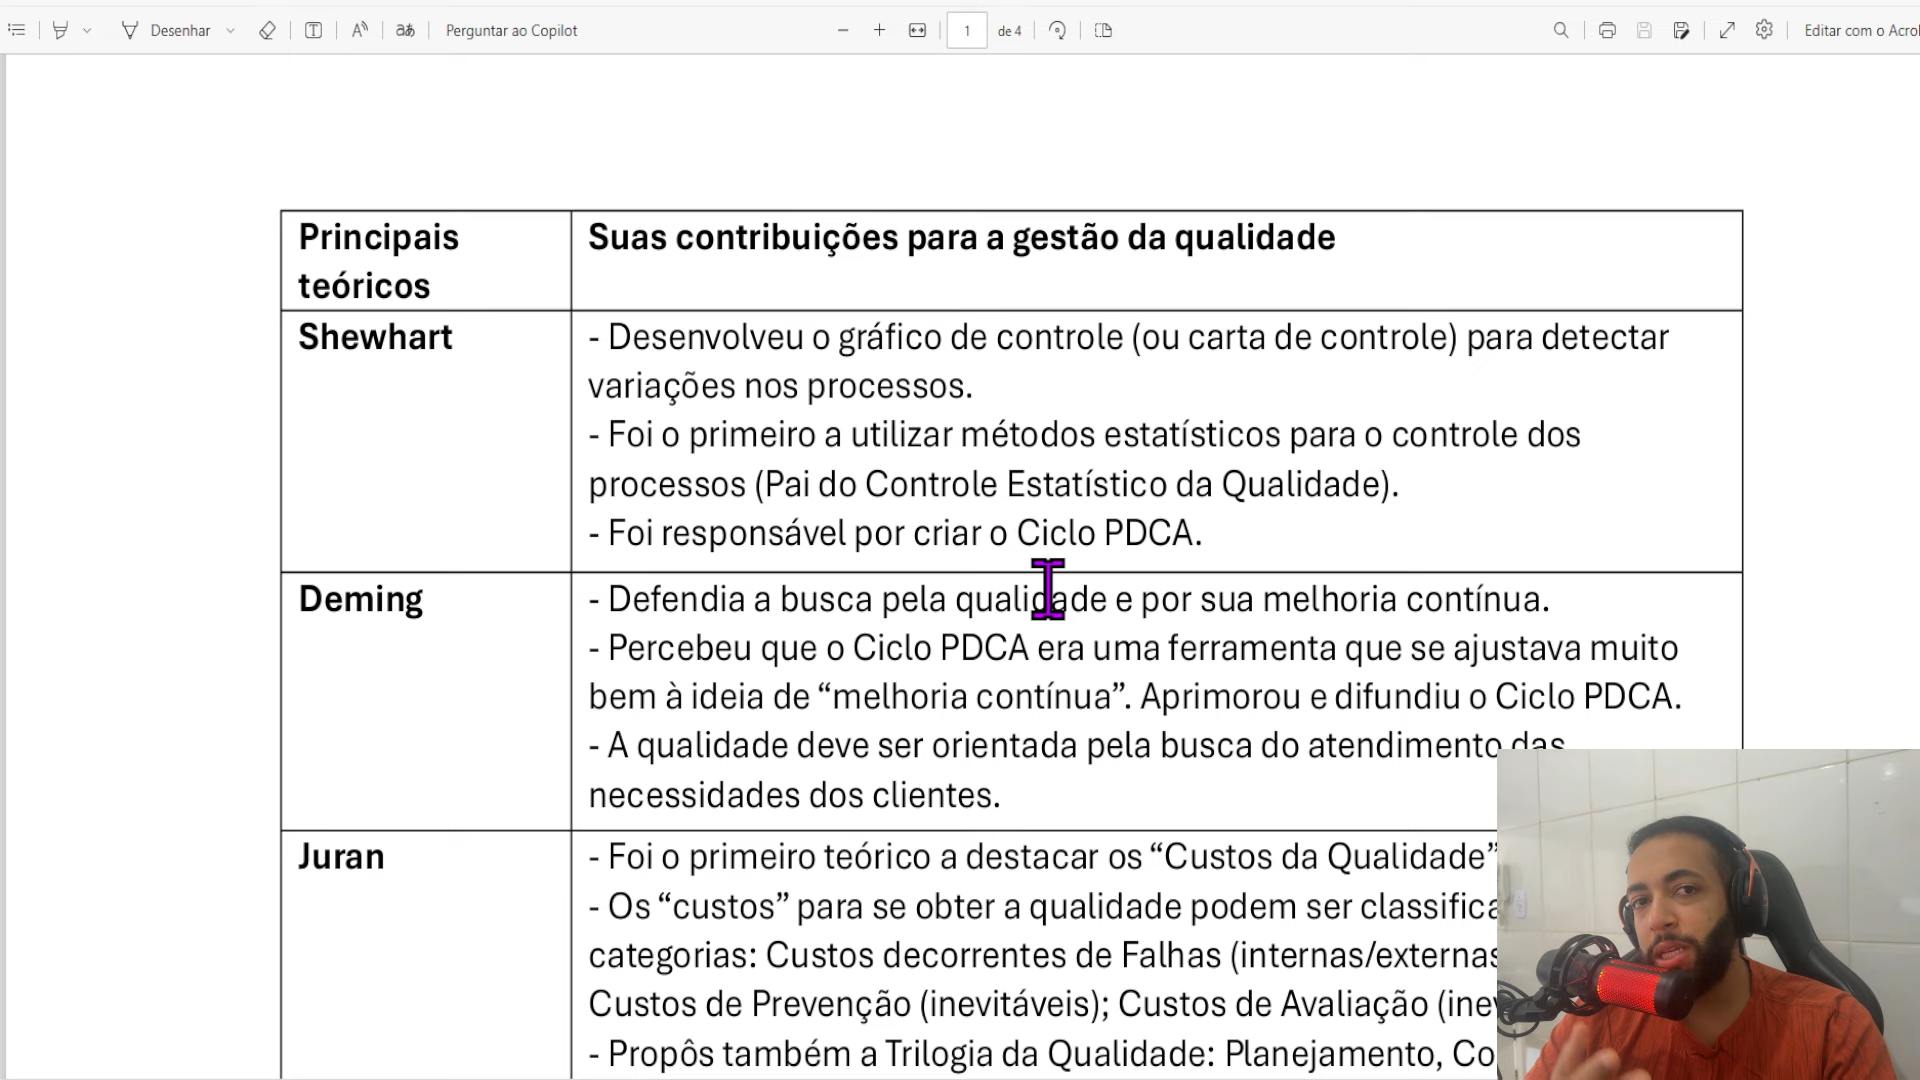 Desenhar
Perguntar ao Copilot
1
de 4
Editar com o Acro
Principais
teóricos
Suas contribuições para a gestão da qualidade
Shewhart
- Desenvolveu o gráfico de controle (ou carta de controle) para detectar
variações nos processos.
- Foi o primeiro a utilizar métodos estatísticos para o controle dos
processos (Pai do Controle Estatístico da Qualidade).
- Foi responsável por criar o Ciclo PDCA.
Deming
- Defendia a busca pela qualidade e por sua melhoria contínua.
- Percebeu que o Ciclo PDCA era uma ferramenta que se ajustava muito
bem à ideia de “melhoria contínua”. Aprimorou e difundiu o Ciclo PDCA.
- A qualidade deve ser orientada pela busca do atendimento das
necessidades dos clientes.
Juran
- Foi o primeiro teórico a destacar os “Custos da Qualidade”
- Os “custos” para se obter a qualidade podem ser classifica
categorias: Custos decorrentes de Falhas (internas/externas
Custos de Prevenção (inevitáveis); Custos de Avaliação (ine
- Propôs também a Trilogia da Qualidade: Planejamento, Co